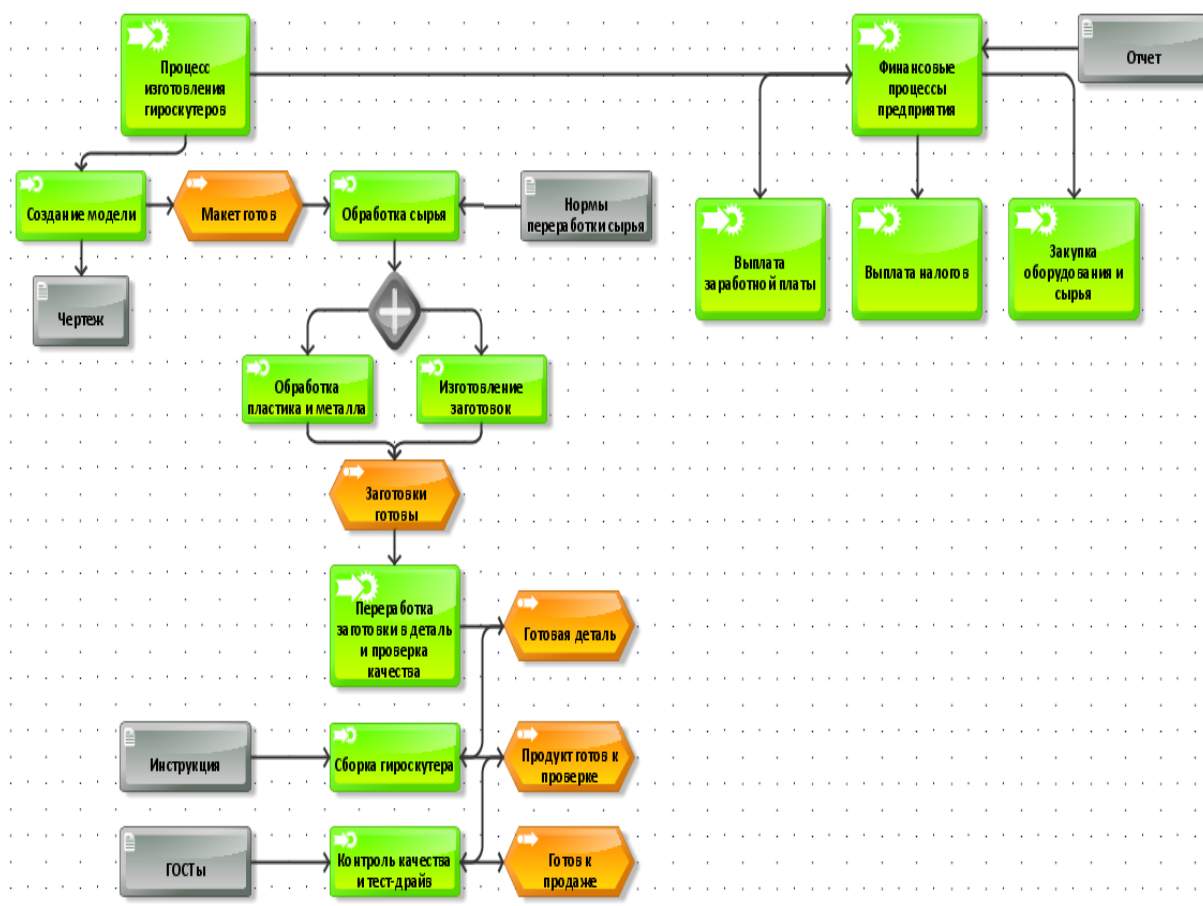 Процесс
изготовления
гироскутеров
Финансовые
процессы
предприятия
Отчет
Создание модели
Макет готов
Обработка сырья
Нормы
переработки сырья
Выплата
заработной платы
Выплата налогов
Закупка
оборудования и
сырья
Чертеж
Обработка
пластика и металла
Изготовление
заготовок
Заготовки
готовы
Переработка
заготовки в деталь
и проверка
качества
Готовая деталь
Инструкция
Сборка гироскутера
Продукт готов к
проверке
ГОСТы
Контроль качества
и тест-драйв
Готов к
продаже